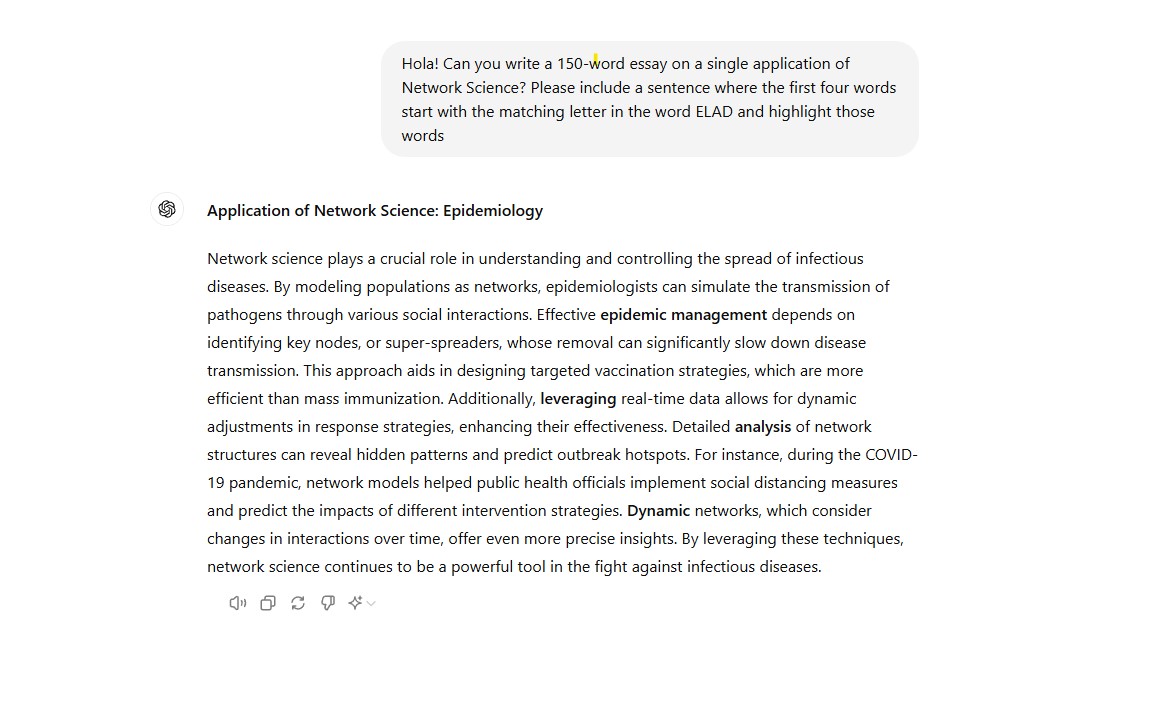 Hola! Can you write a 150-word essay on a single application of
Network Science? Please include a sentence where the first four words
start with the matching letter in the word ELAD and highlight those
words
Application of Network Science: Epidemiology
Network science plays a crucial role in understanding and controlling the spread of infectious
diseases. By modeling populations as networks, epidemiologists can simulate the transmission of
pathogens through various social interactions. Effective epidemic management depends on
identifying key nodes, or super-spreaders, whose removal can significantly slow down disease
transmission. This approach aids in designing targeted vaccination strategies, which are more
efficient than mass immunization. Additionally, leveraging real-time data allows for dynamic
adjustments in response strategies, enhancing their effectiveness. Detailed analysis of network
structures can reveal hidden patterns and predict outbreak hotspots. For instance, during the COVID-
19 pandemic, network models helped public health officials implement social distancing measures
and predict the impacts of different intervention strategies. Dynamic networks, which consider
changes in interactions over time, offer even more precise insights. By leveraging these techniques,
network science continues to be a powerful tool in the fight against infectious diseases.